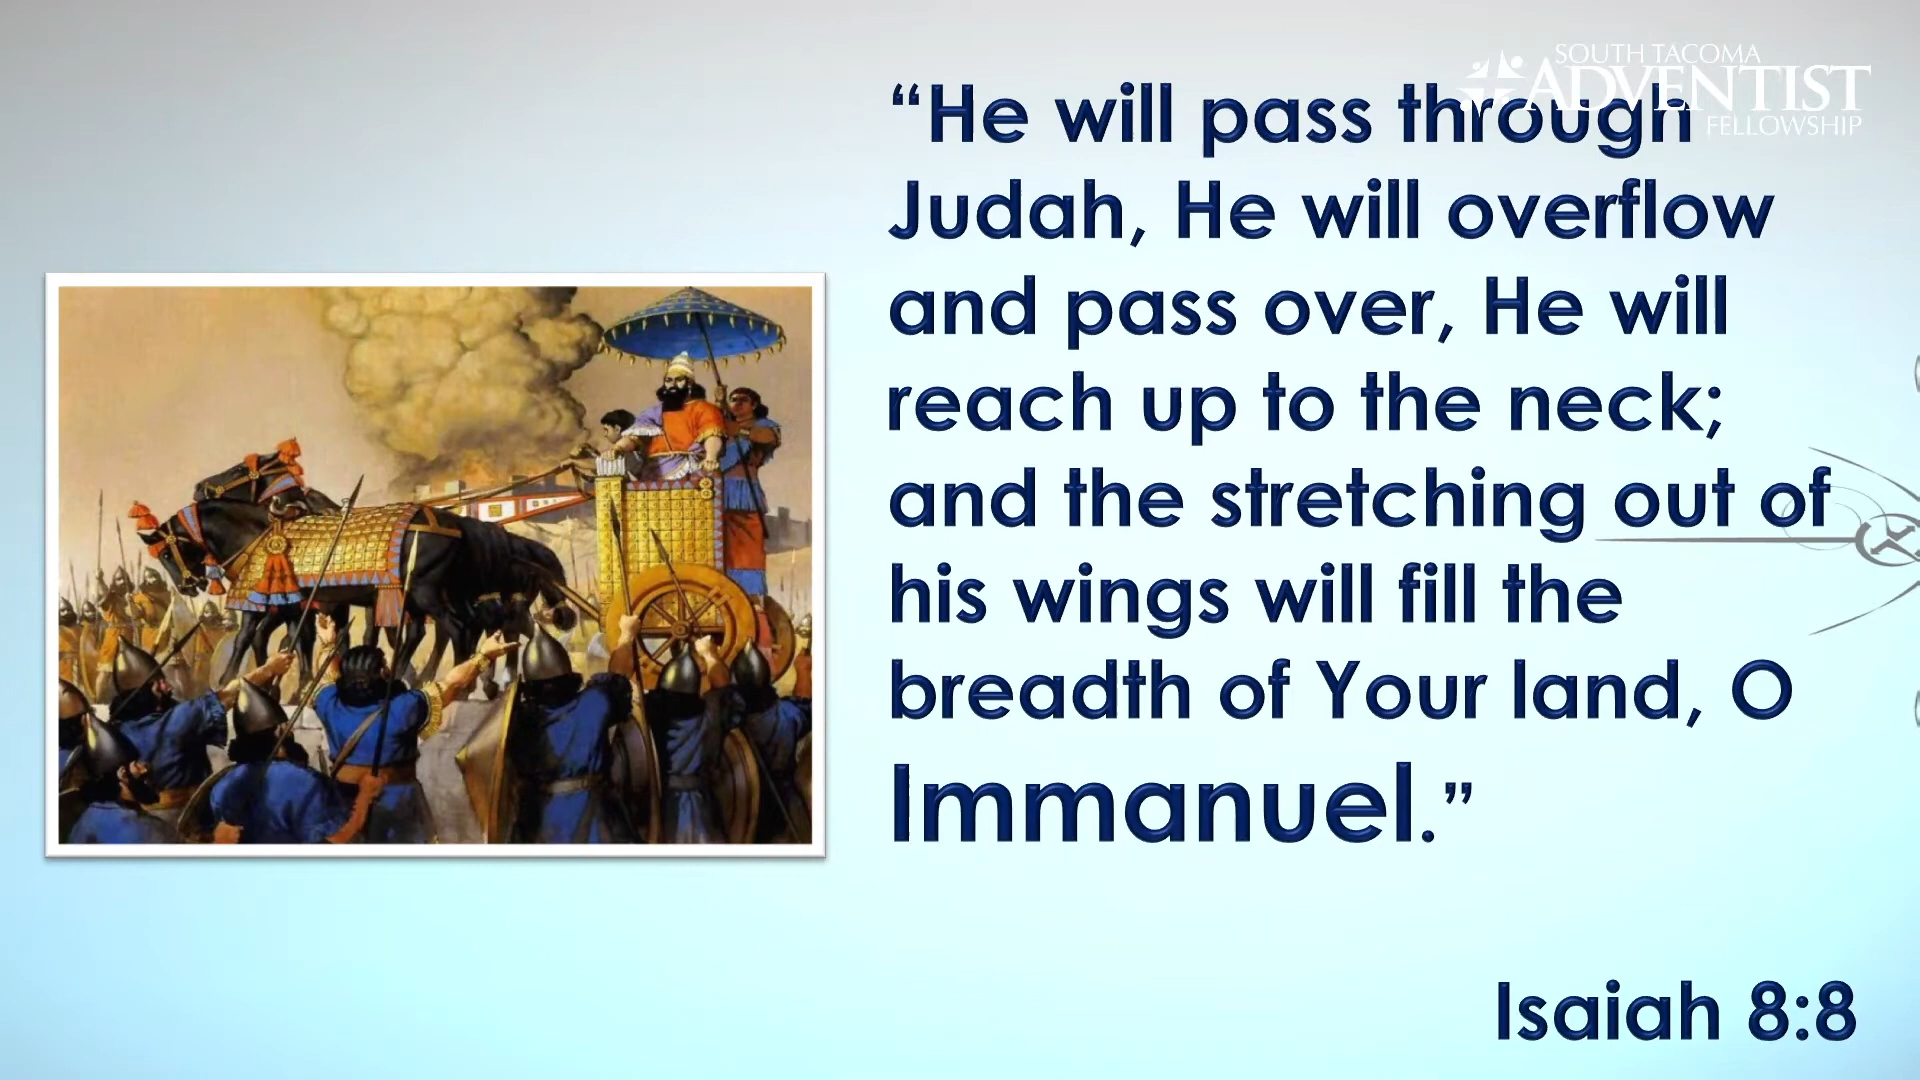 SOUTH TACOMA
ADVENTIST
FELLOWSHIP
“He will pass through
Judah, He will overflow
and pass over, He will
reach up to the neck;
and the stretching out of
his wings will fill the
breadth of Your land, O
Immanuel.”
Isaiah 8:8